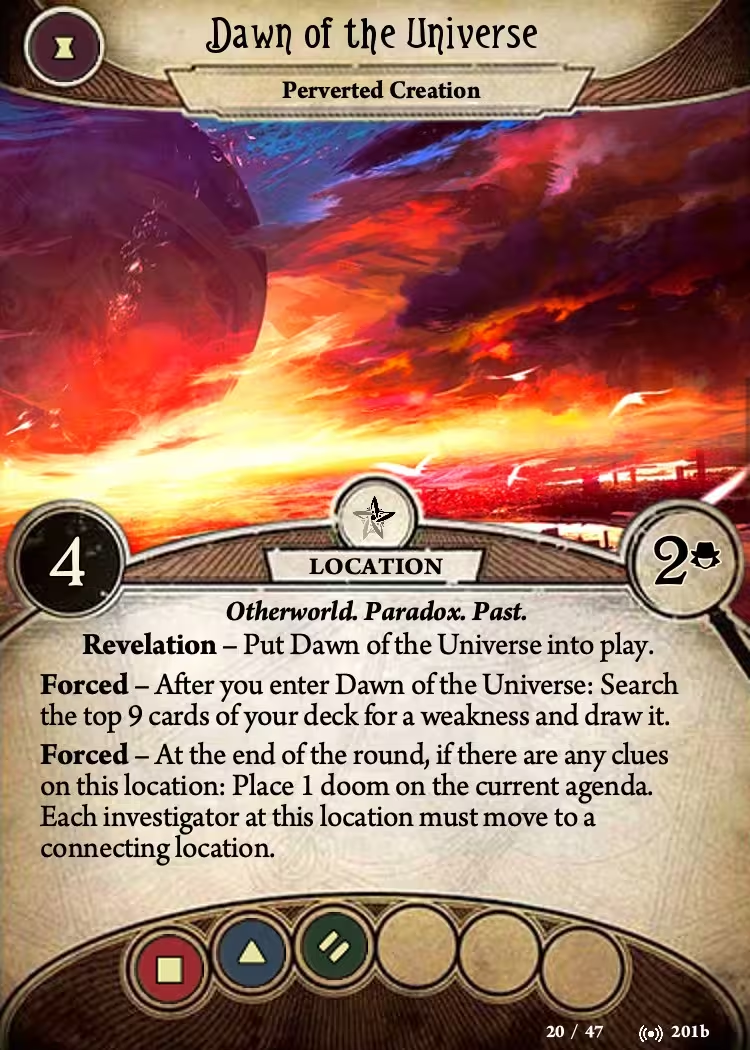 Dawn of the Universe
Perverted Creation
4
LOCATION
2
Otherworld. Paradox. Past.
Revelation – Put Dawn of the Universe into play.
Forced – After you enter Dawn of the Universe: Search
the top 9 cards of your deck for a weakness and draw it.
Forced – At the end of the round, if there are any clues
on this location: Place 1 doom on the current agenda.
Each investigator at this location must move to a
connecting location.
20 / 47 201b